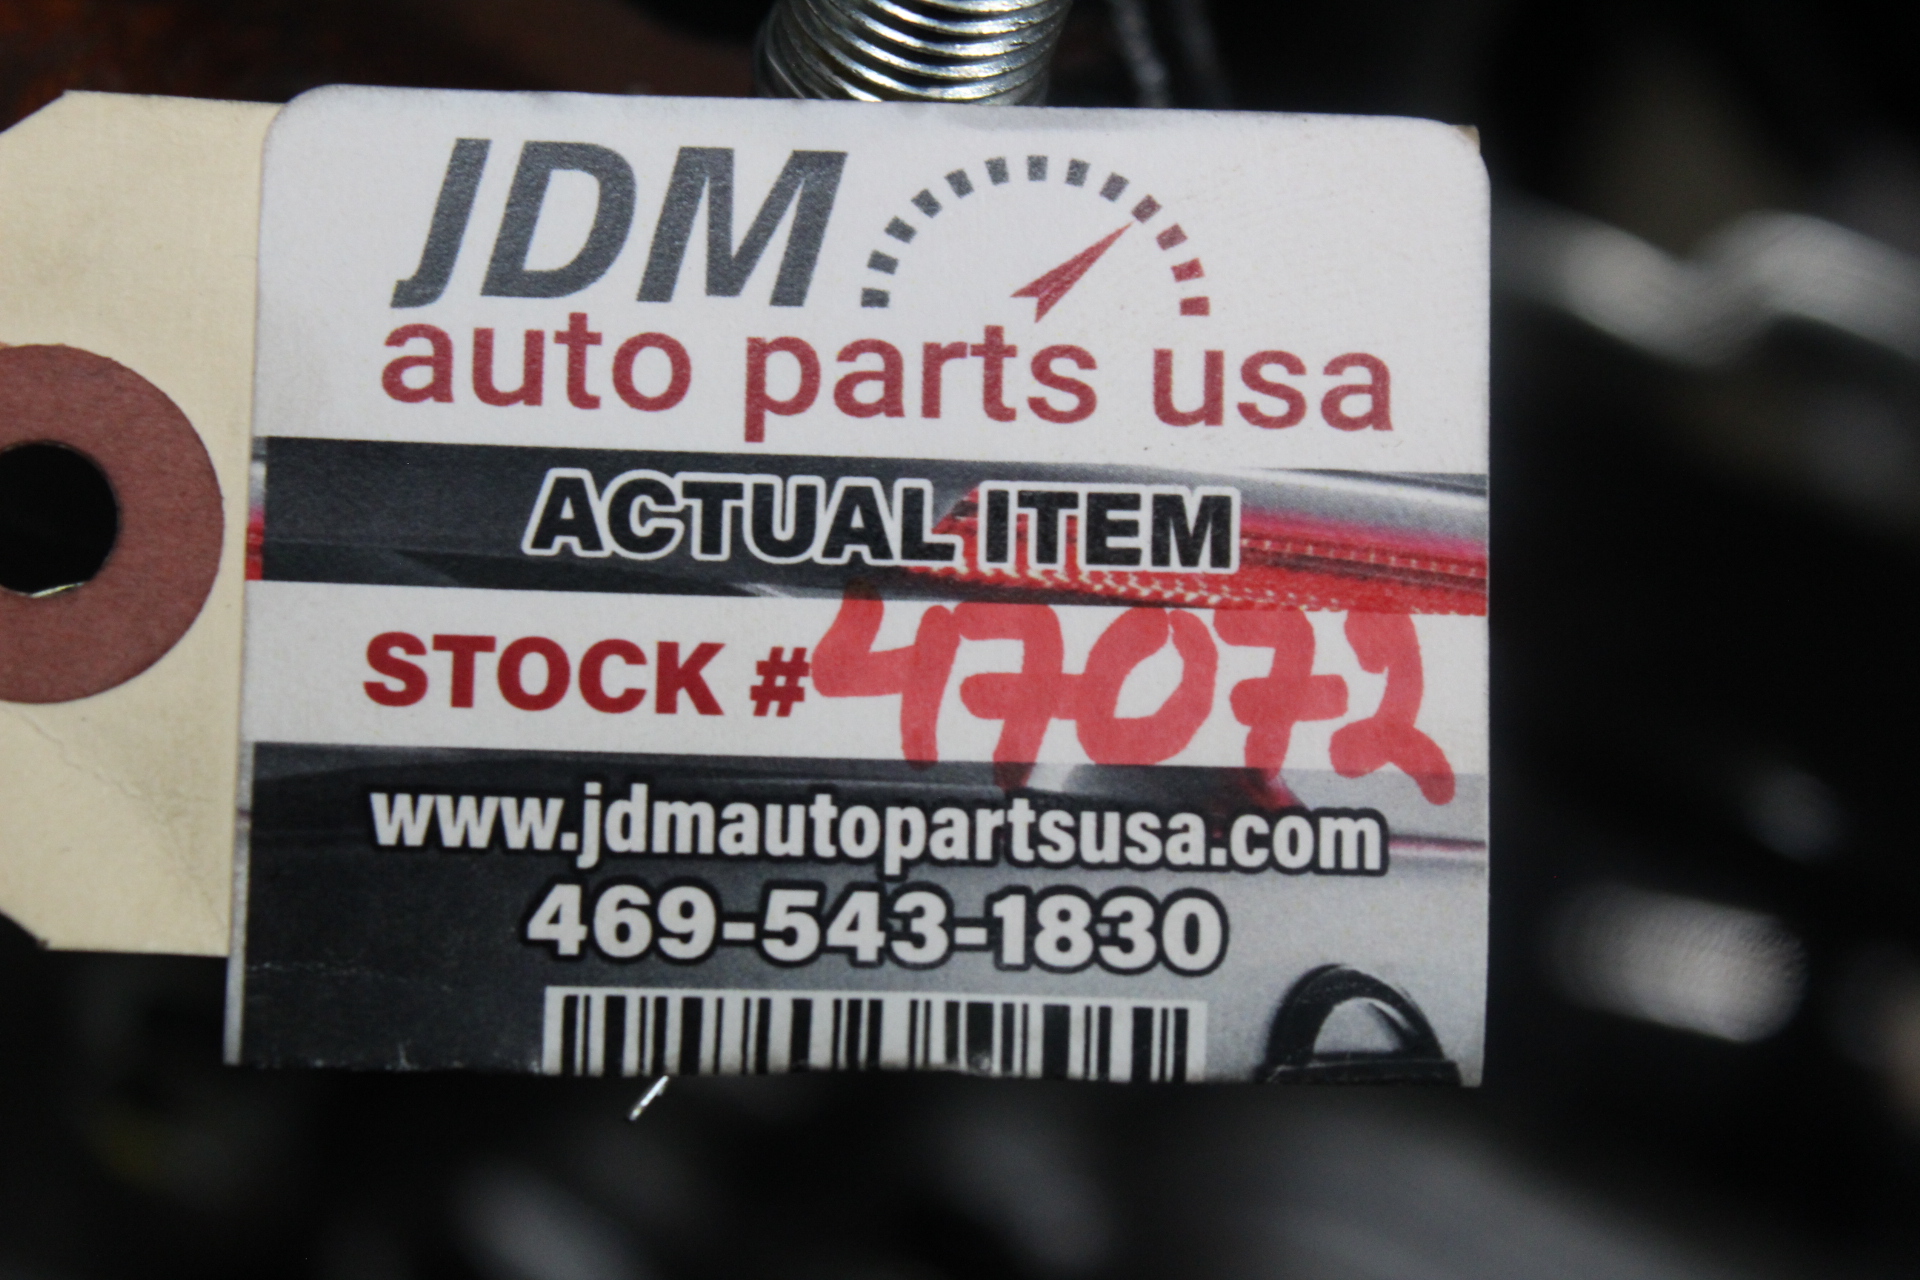 JDM
auto parts usa
ACTUAL ITEM
STOCK #47072
www.jdmautopartsusa.com
469-543-1830